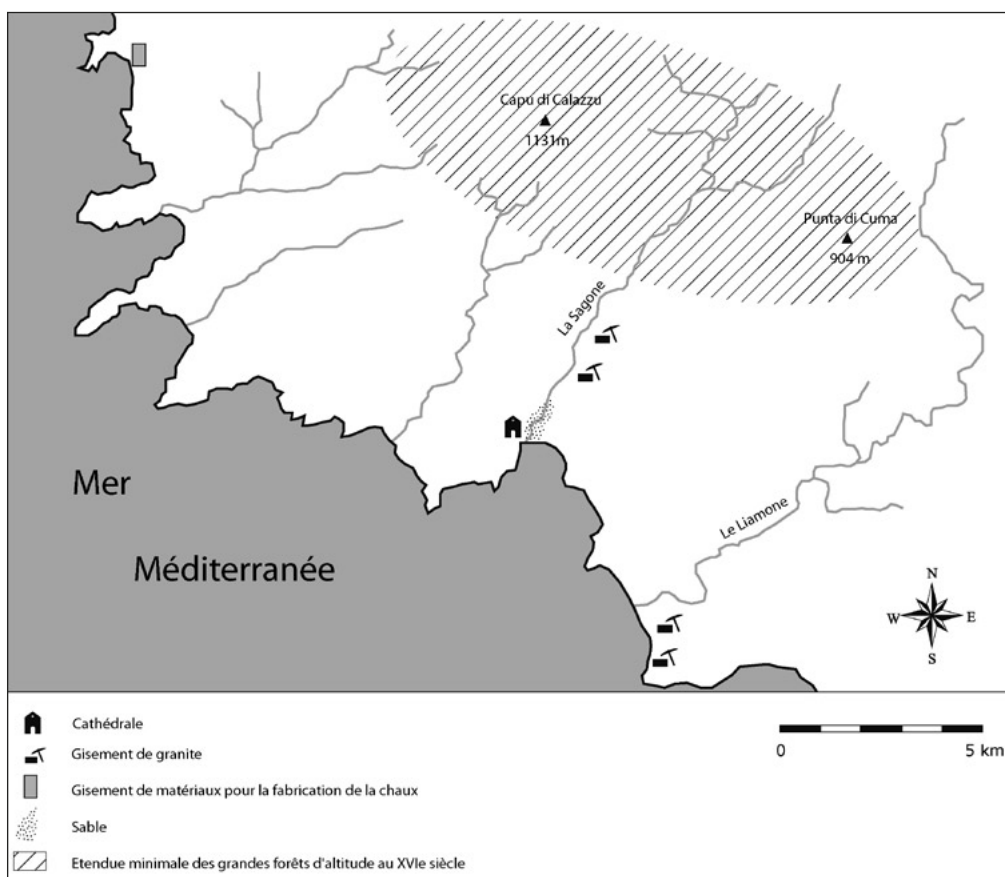 Capu di Calazzu
1131m
Punta di Cuma
904 m
La Sagone
Mer
Méditerranée
Le Liamone
N
W
E
S
Cathédrale
Gisement de granite
Gisement de matériaux pour la fabrication de la chaux
Sable
Etendue minimale des grandes forêts d'altitude au XVIe siècle
0
5 km